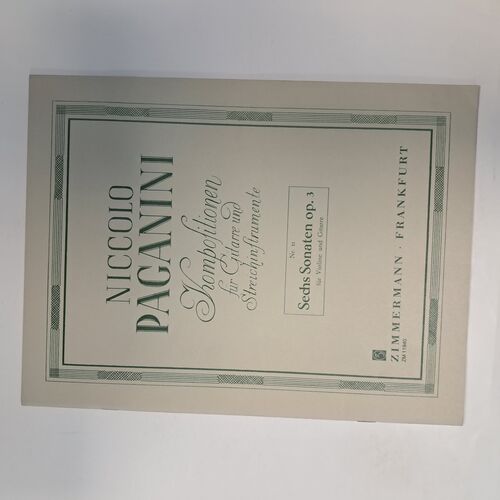 NICCOLO
PAGANINI
Kompositionen
für Gitarre und
Streichinstrumente
Nr. 11
Sechs Sonaten op. 3
für Violine und Gitarre
ZIMMERMANN · FRANKFURT